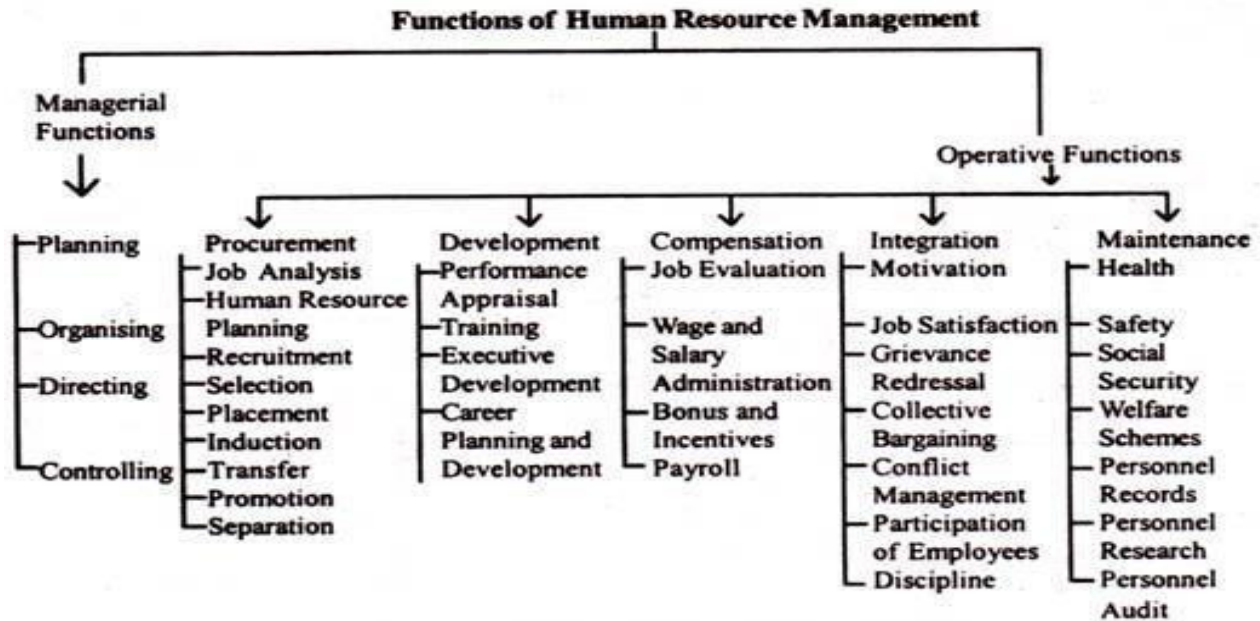 Functions of Human Resource Management
Managerial
Functions
Operative Functions
Planning
Organising
Directing
Controlling
Procurement
Job Analysis
Human Resource
Planning
Recruitment
Selection
Placement
Induction
Transfer
Promotion
Separation
Development
Performance
Appraisal
Training
Executive
Development
Career
Planning and
Development
Compensation
Job Evaluation
Wage and
Salary
Administration
Bonus and
Incentives
Payroll
Integration
Motivation
Job Satisfaction
Grievance
Redressal
Collective
Bargaining
Conflict
Management
Participation
of Employees
Discipline
Maintenance
Health
Safety
Social
Security
Welfare
Schemes
Personnel
Records
Personnel
Research
Personnel
Audit